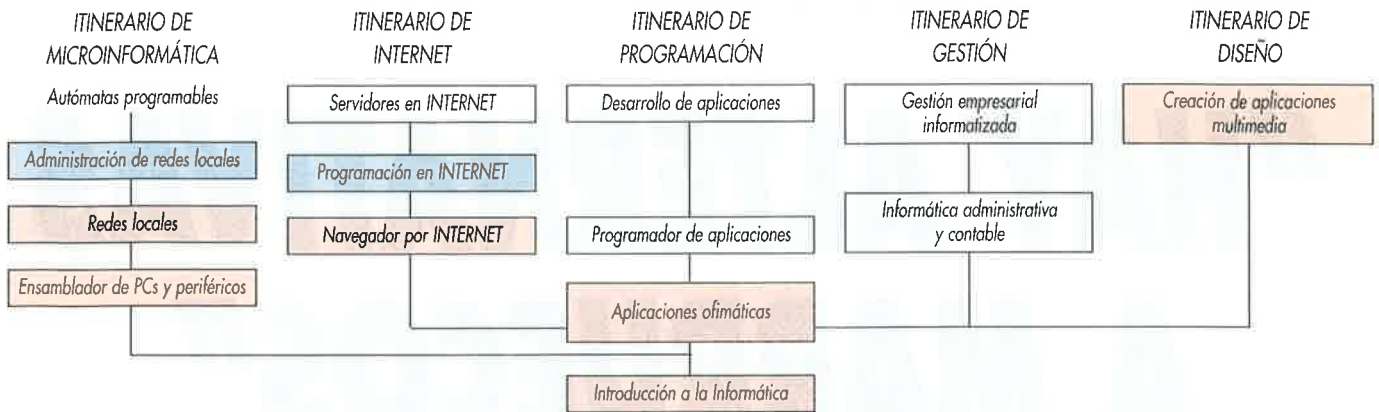 ITINERARIO DE
MICROINFORMÁTICA
Autómatas programables
Administración de redes locales
Redes locales
Ensamblador de PCs y periféricos
ITINERARIO DE
INTERNET
Servidores en INTERNET
Programación en INTERNET
Navegador por INTERNET
ITINERARIO DE
PROGRAMACIÓN
Desarrollo de aplicaciones
Programador de aplicaciones
Aplicaciones ofimáticas
Introducción a la Informática
ITINERARIO DE
GESTIÓN
Gestión empresarial
informatizada
Informática administrativa
y contable
ITINERARIO DE
DISEÑO
Creación de aplicaciones
multimedia